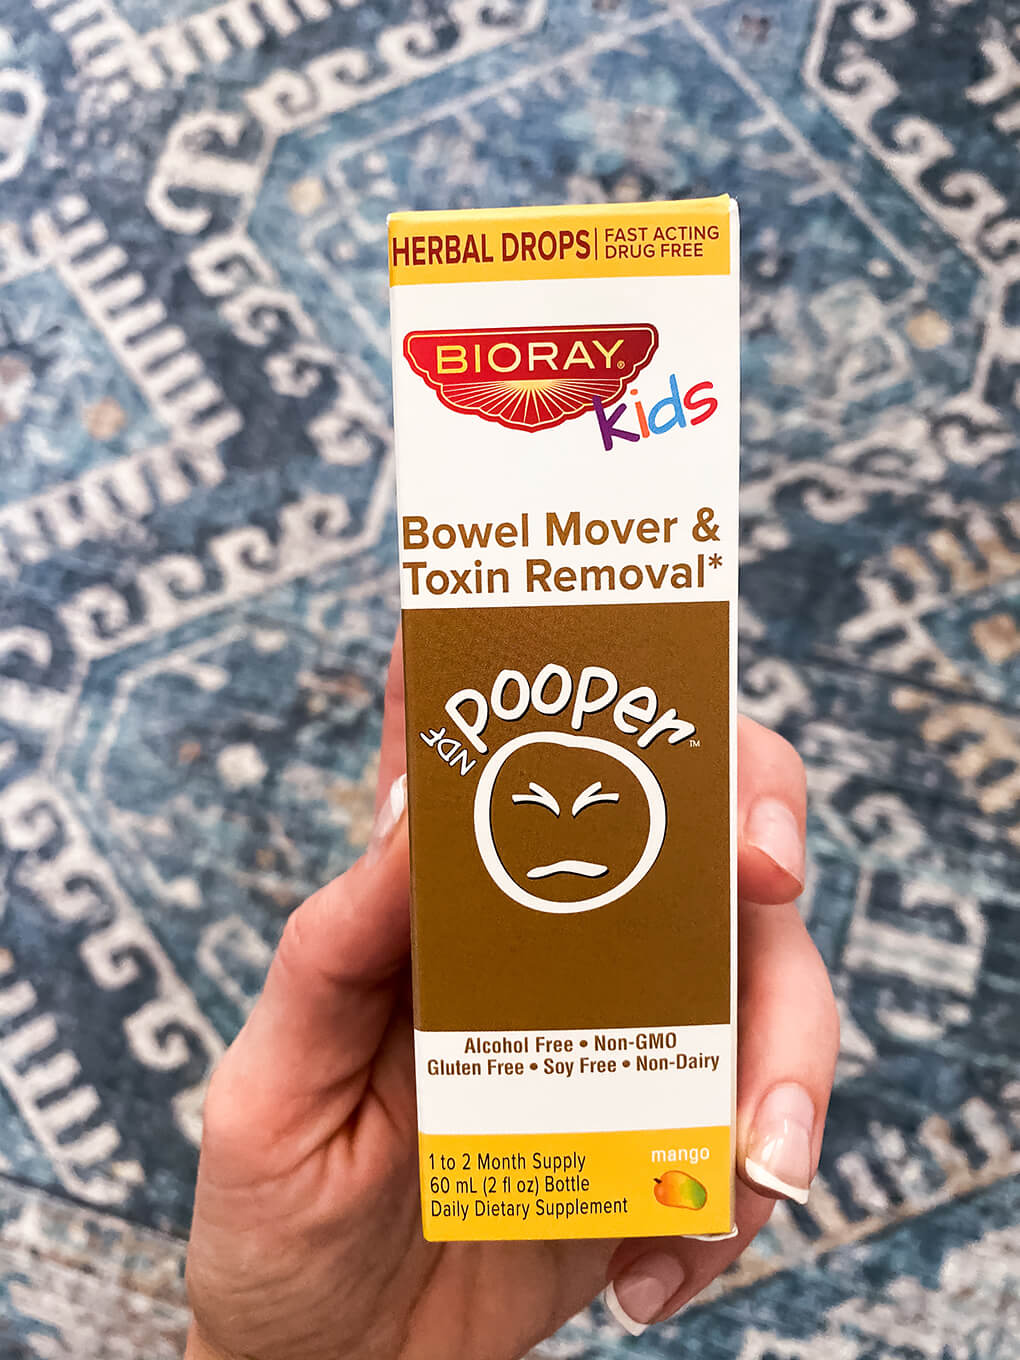 HERBAL DROPS | FAST ACTING
DRUG FREE
BIORAY®
kids
Bowel Mover &
Toxin Removal*
NDF pooper™
Alcohol Free • Non-GMO
Gluten Free • Soy Free • Non-Dairy
1 to 2 Month Supply
60 mL (2 fl oz) Bottle
Daily Dietary Supplement
mango